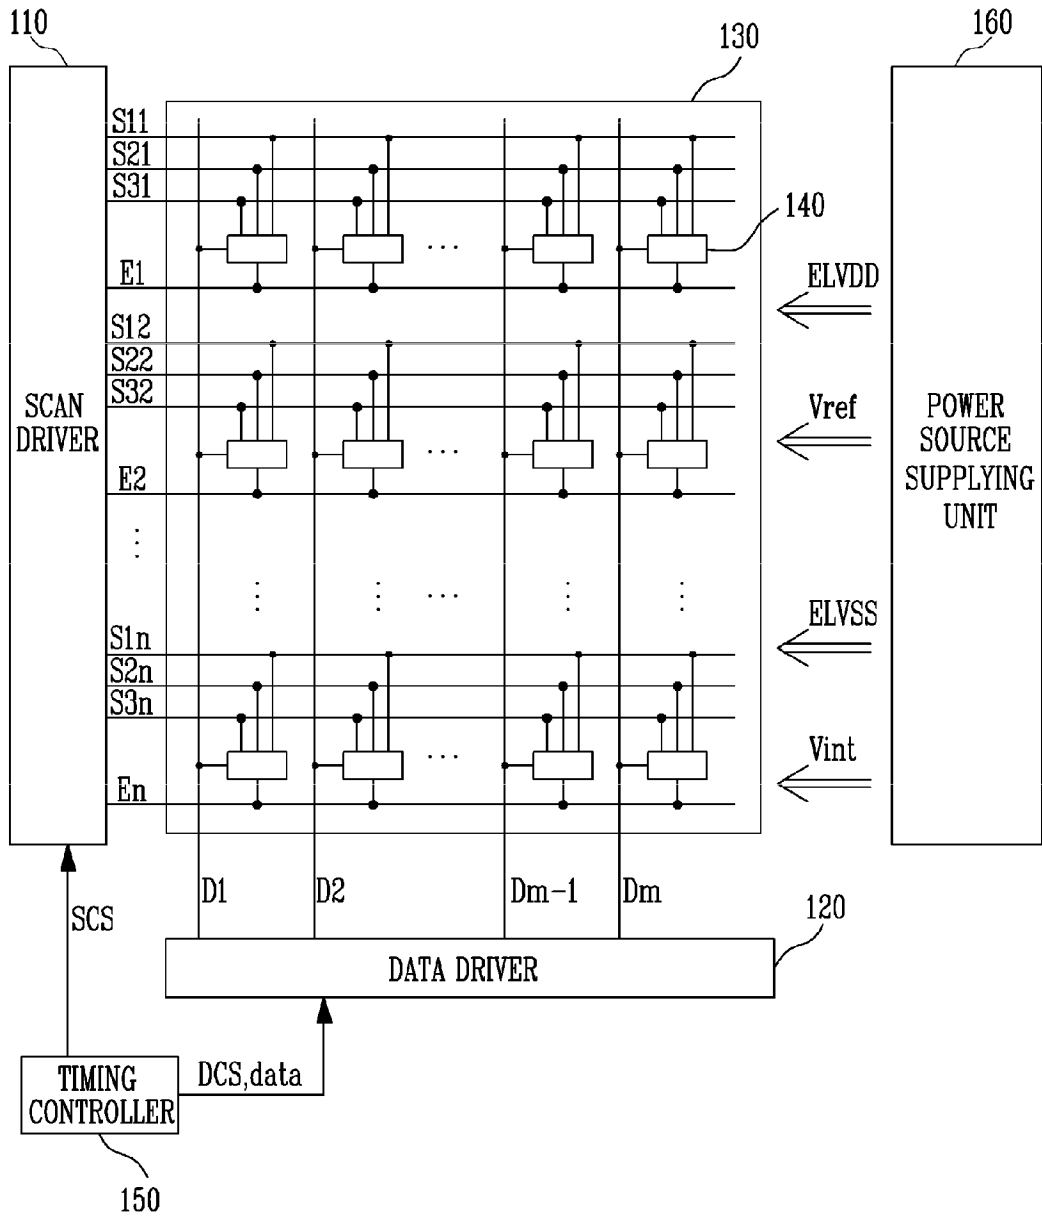 110
160
130
S11
S21
S31
140
E1
ELVDD
S12
S22
S32
SCAN
DRIVER
Vref
POWER
SOURCE
SUPPLYING
UNIT
E2
ELVSS
S1n
S2n
S3n
Vint
En
D1
D2
Dm-1
Dm
SCS
120
DATA DRIVER
TIMING
CONTROLLER
DCS,data
150